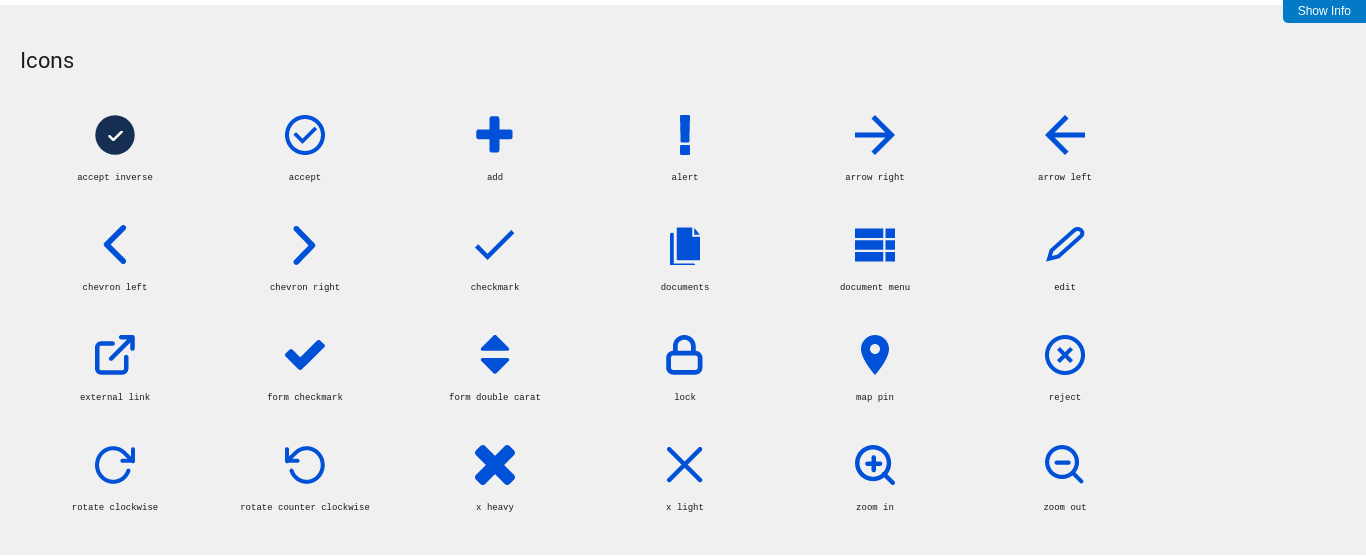 Show Info
Icons
accept inverse
accept
add
alert
arrow right
arrow left
chevron left
chevron right
checkmark
documents
document menu
edit
external link
form checkmark
form double carat
lock
map pin
reject
rotate clockwise
rotate counter clockwise
x heavy
x light
zoom in
zoom out